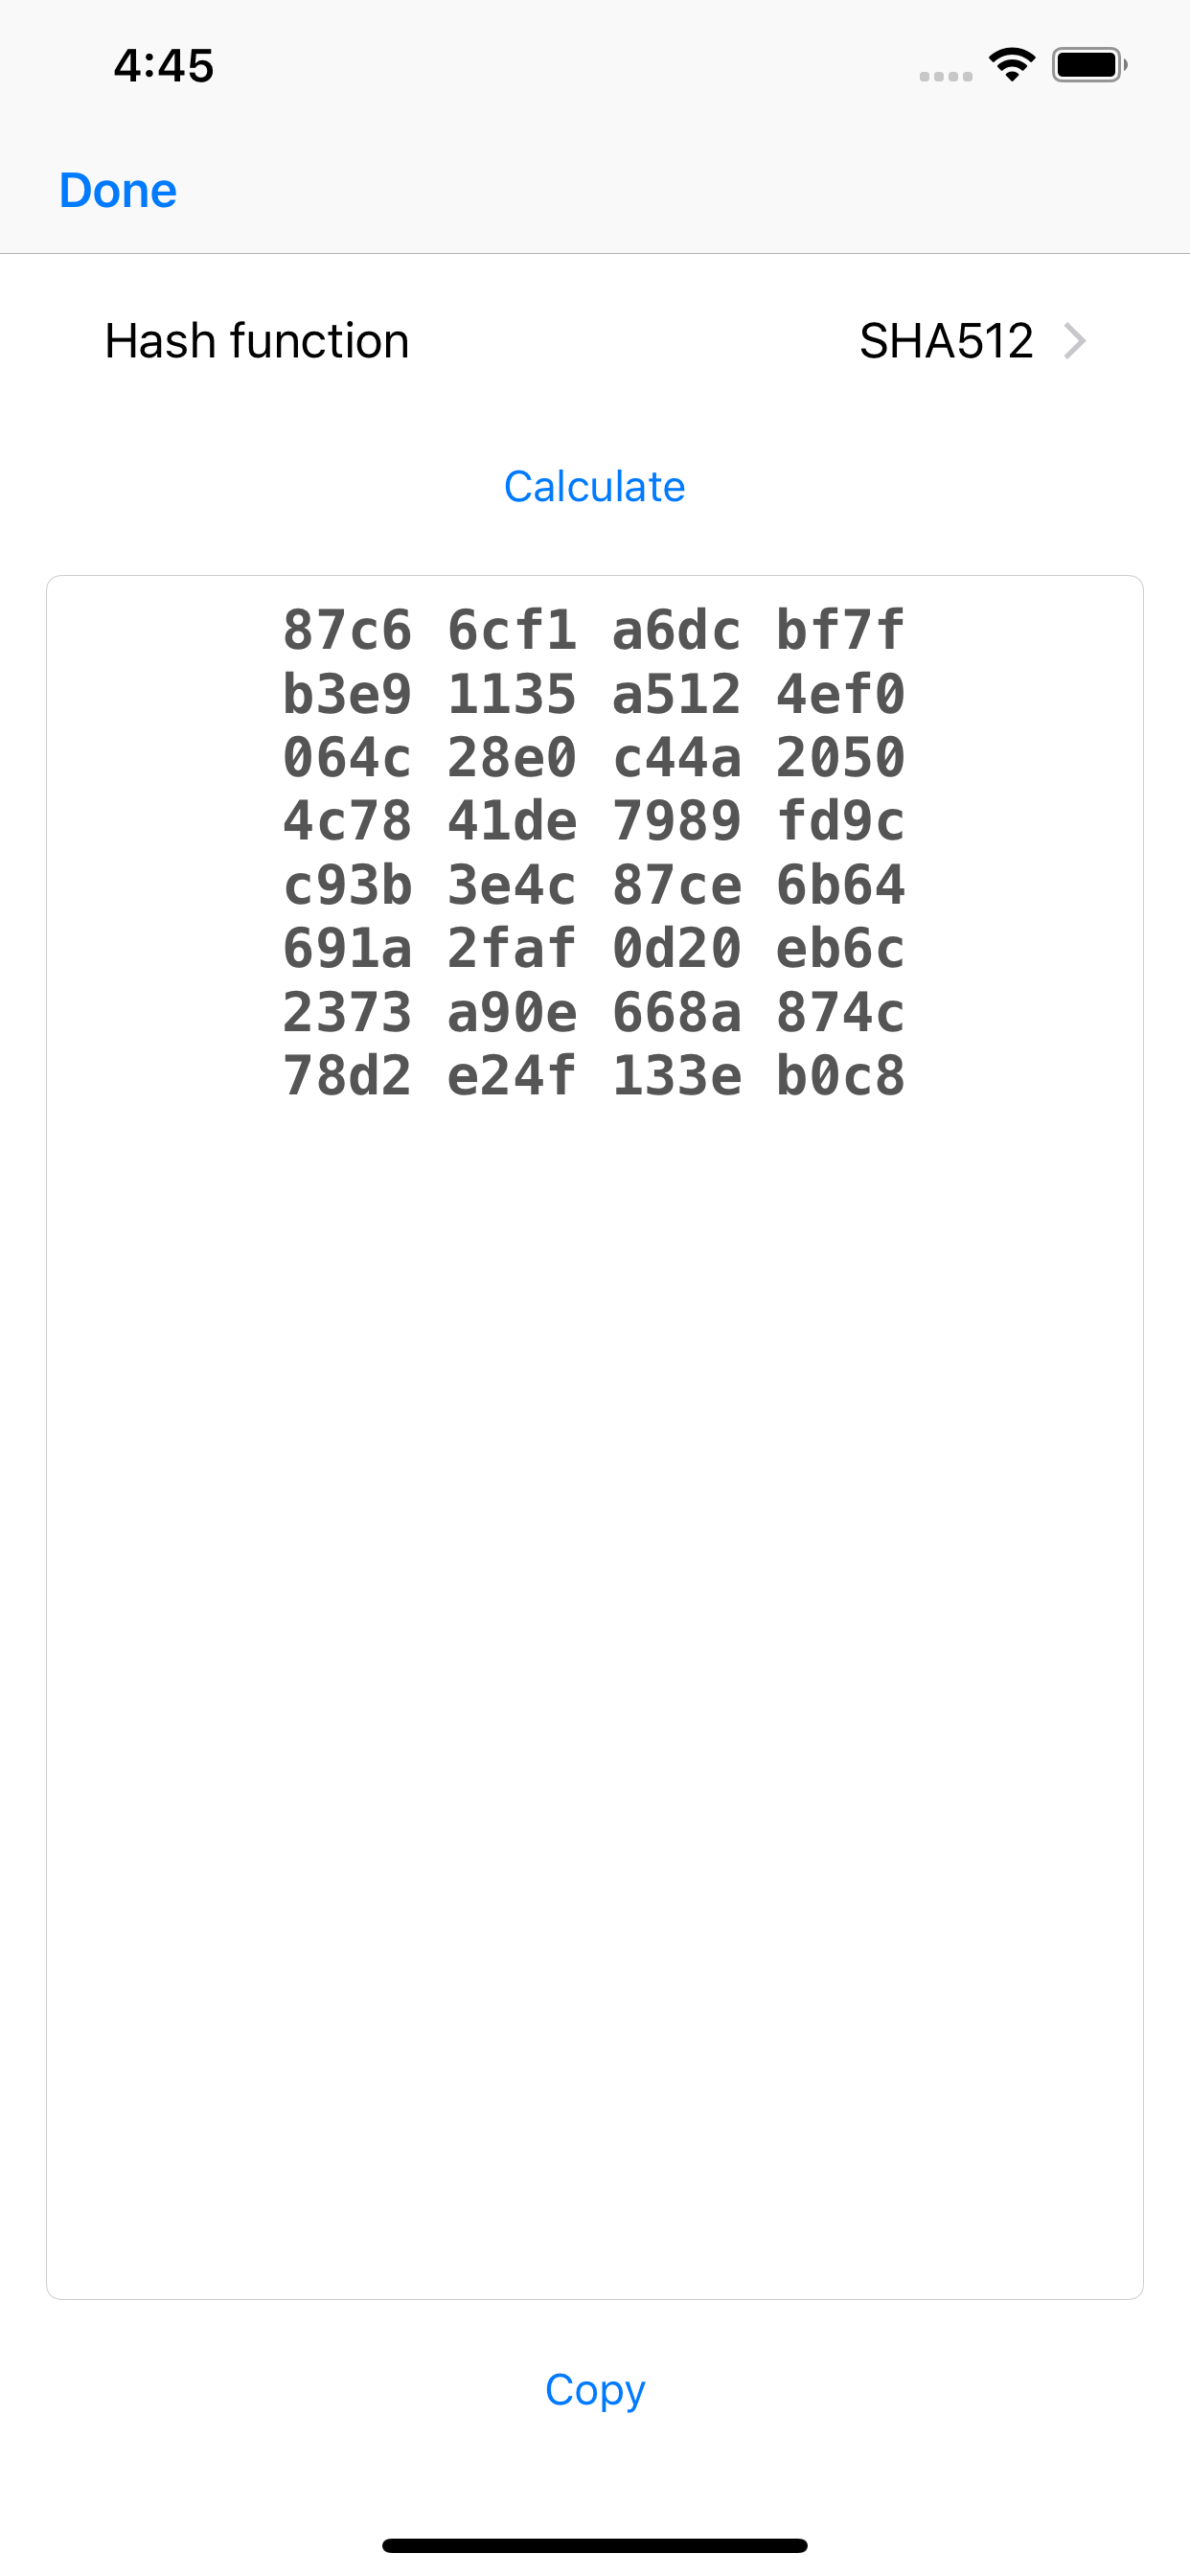 4:45
Done
Hash function SHA512
Calculate
87c6 6cf1 a6dc bf7f
b3e9 1135 a512 4ef0
064c 28e0 c44a 2050
4c78 41de 7989 fd9c
c93b 3e4c 87ce 6b64
691a 2faf 0d20 eb6c
2373 a90e 668a 874c
78d2 e24f 133e b0c8
Copy